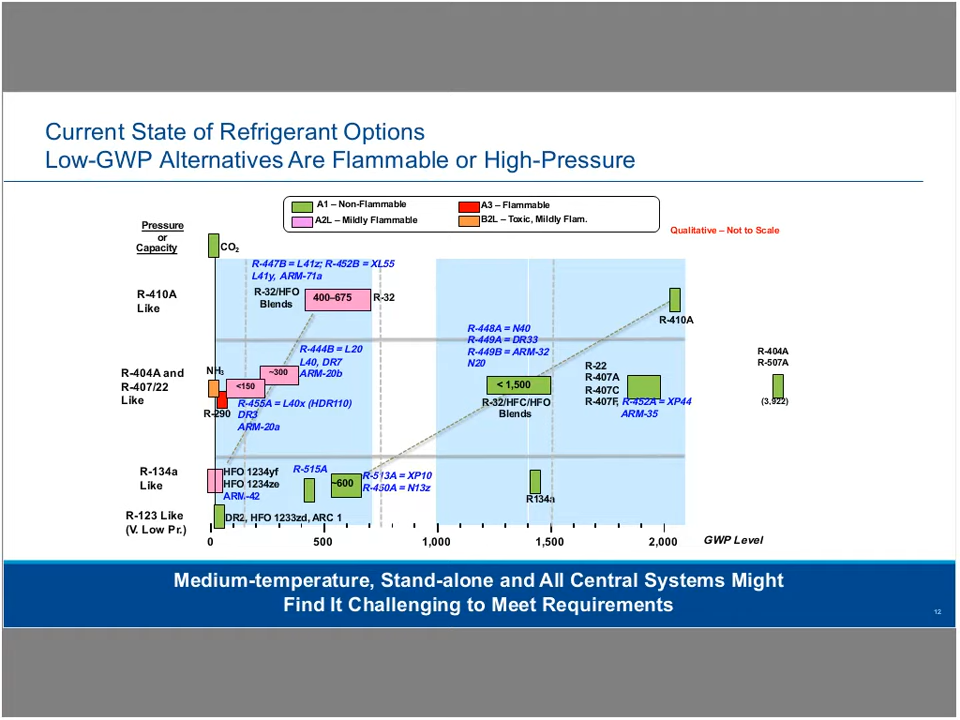 Current State of Refrigerant Options
Low-GWP Alternatives Are Flammable or High-Pressure
A1 – Non-Flammable
A3 – Flammable
A2L – Mildly Flammable
B2L – Toxic, Mildly Flam.
Qualitative – Not to Scale
Pressure
or
Capacity
CO2
R-447B = L41z; R-452B = XL55
L41y, ARM-71a
R-410A
Like
R-32/HFO
Blends
400–675
R-32
R-410A
R-448A = N40
R-449A = DR33
R-449B = ARM-32
N20
R-444B = L20
L40, DR7
ARM-20b
R-404A
R-507A
R-404A and
R-407/22
Like
NH3
~300
<150
R-290
R-455A = L40x (HDR110)
DR3
ARM-20a
< 1,500
R-32/HFC/HFO
Blends
R-22
R-407A
R-407C
R-407F, R-452A = XP44
ARM-35
(3,922)
R-134a
Like
HFO 1234yf
HFO 1234ze
ARM-42
R-515A
~600
R-513A = XP10
R-450A = N13z
R134a
R-123 Like
(V. Low Pr.)
DR2, HFO 1233zd, ARC 1
0
500
1,000
1,500
2,000
GWP Level
Medium-temperature, Stand-alone and All Central Systems Might
Find It Challenging to Meet Requirements
12